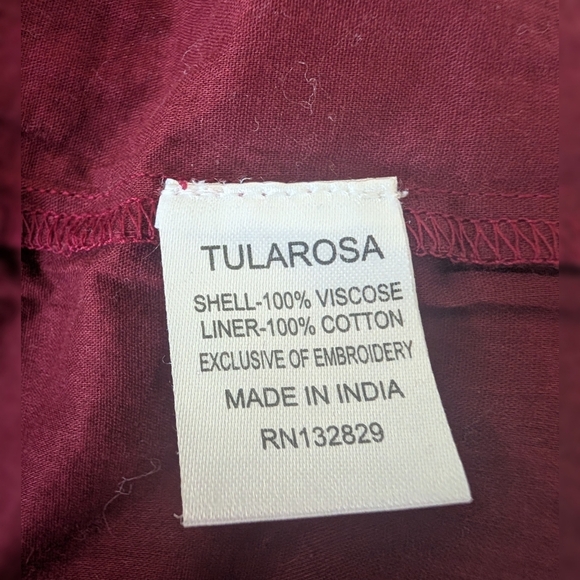 TULAROSA
SHELL-100% VISCOSE
LINER-100% COTTON
EXCLUSIVE OF EMBROIDERY
MADE IN INDIA
RN132829